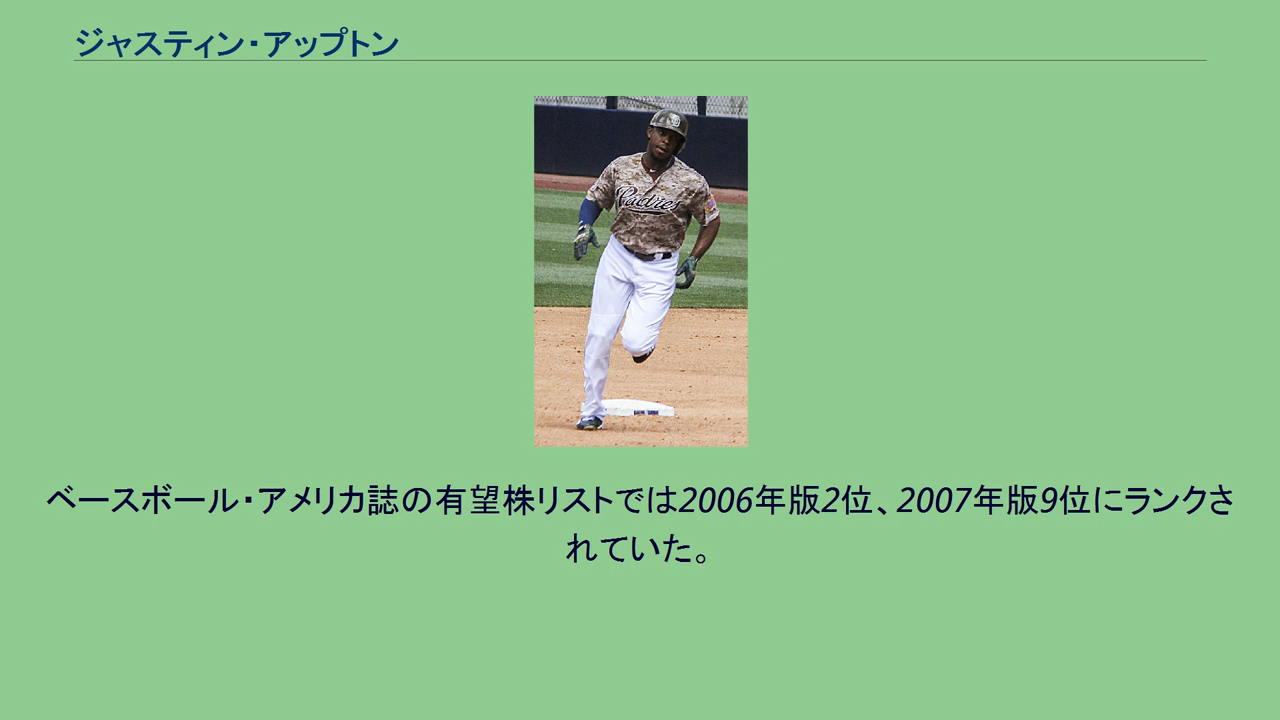 ジャスティン・アップトン
Padres
ベースボール・アメリカ誌の有望株リストでは2006年版2位、2007年版9位にランクさ
れていた。